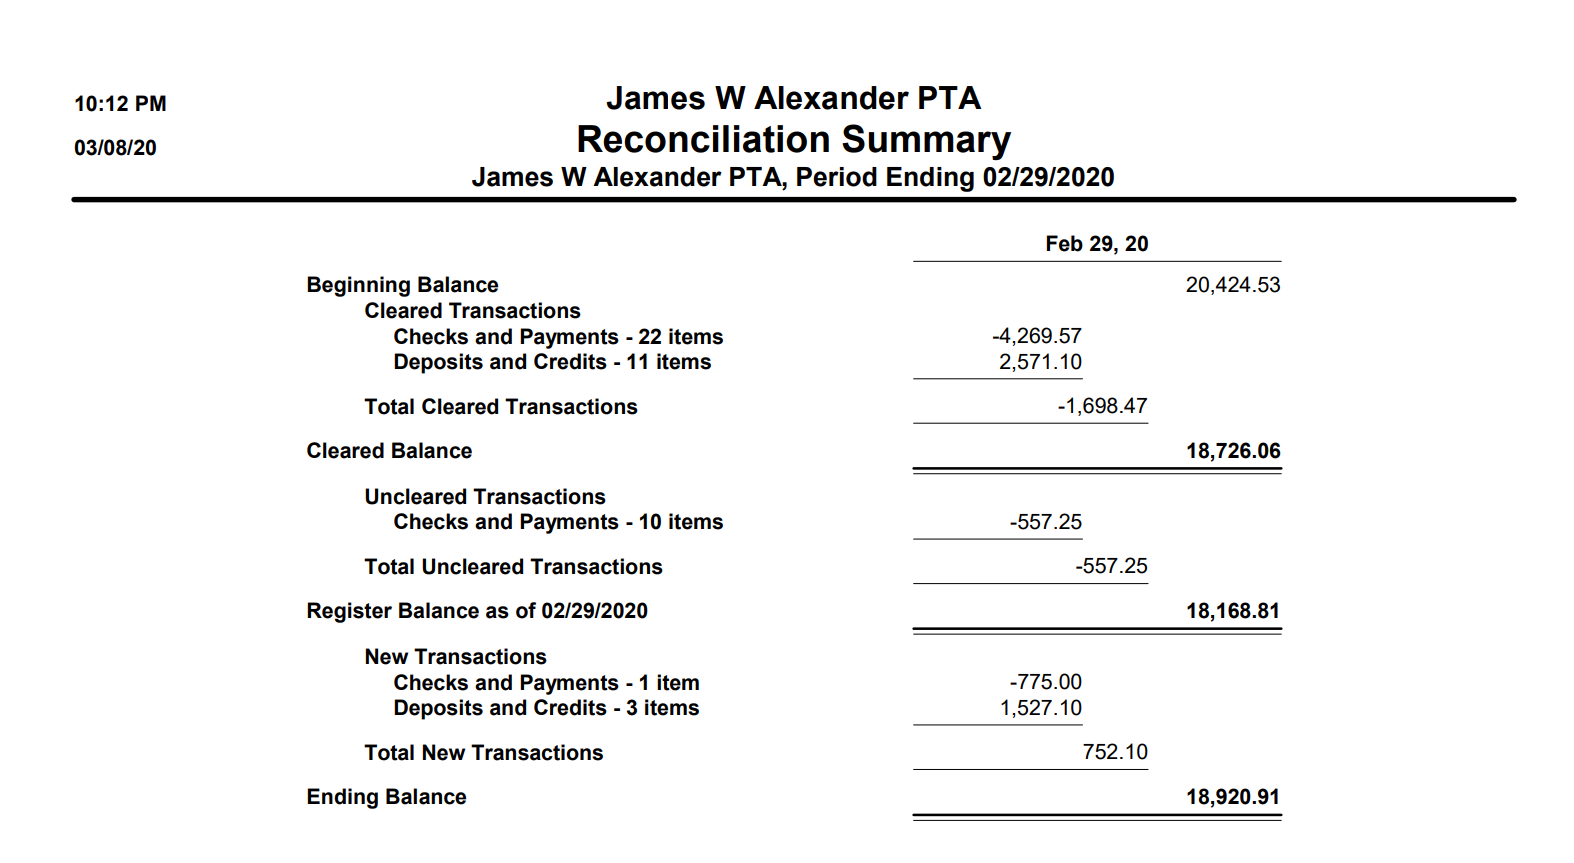 James W Alexander PTA
10:12 PM
Reconciliation Summary
03/08/20
James W Alexander PTA, Period Ending 02/29/2020
Feb 29, 20
Beginning Balance 20,424.53
Cleared Transactions
Checks and Payments - 22 items -4,269.57
Deposits and Credits - 11 items 2,571.10
Total Cleared Transactions -1,698.47
Cleared Balance 18,726.06
Uncleared Transactions
Checks and Payments - 10 items -557.25
Total Uncleared Transactions -557.25
Register Balance as of 02/29/2020 18,168.81
New Transactions
Checks and Payments - 1 item -775.00
Deposits and Credits - 3 items 1,527.10
Total New Transactions 752.10
Ending Balance 18,920.91